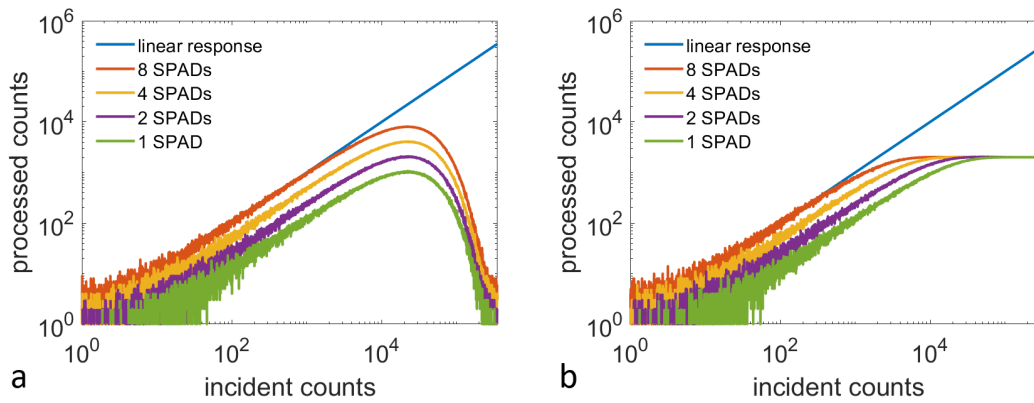 10^6
10^4
10^2
10^0
processed counts
linear response
8 SPADs
4 SPADs
2 SPADs
1 SPAD
10^0
10^2
10^4
incident counts
a
10^6
10^4
10^2
10^0
processed counts
linear response
8 SPADs
4 SPADs
2 SPADs
1 SPAD
10^0
10^2
10^4
incident counts
b